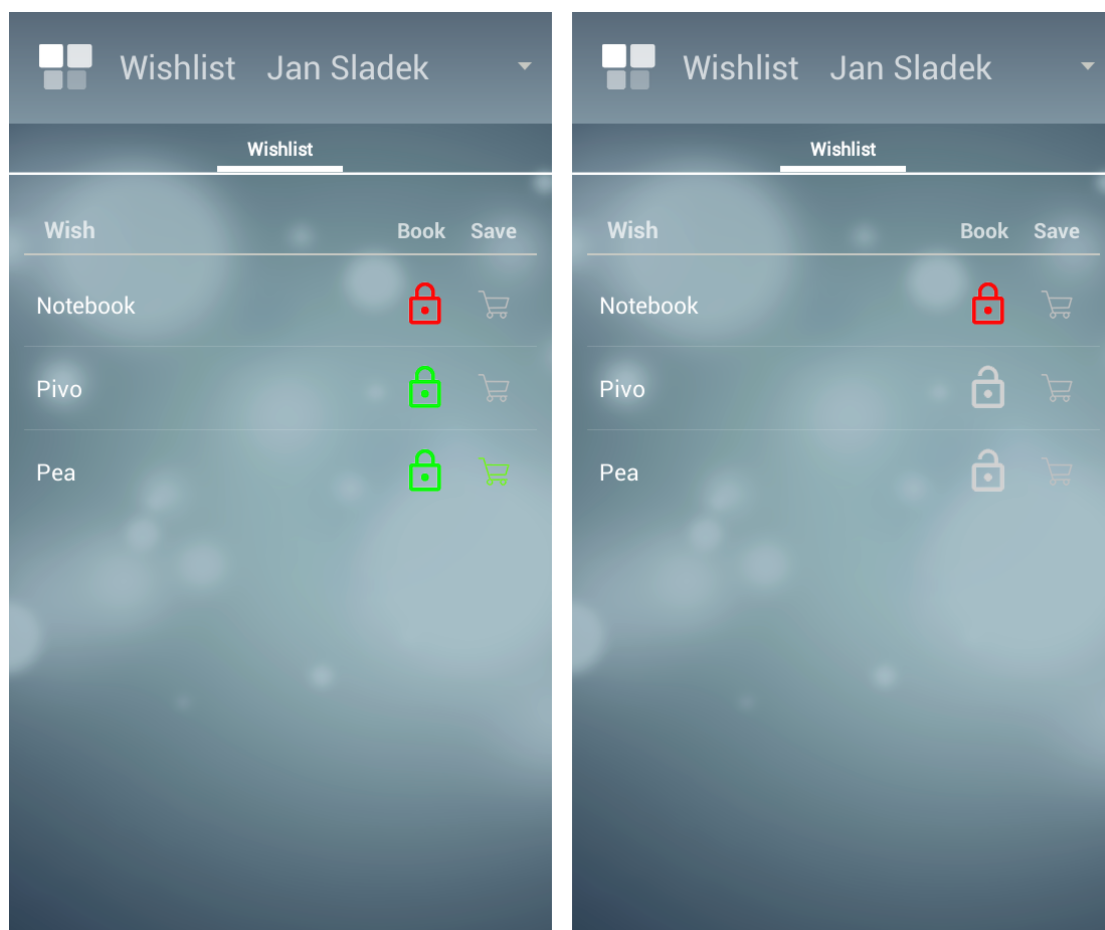 Wishlist Jan Sladek
Wishlist
Wish Book Save
Notebook
Pivo
Pea
Wishlist Jan Sladek
Wishlist
Wish Book Save
Notebook
Pivo
Pea